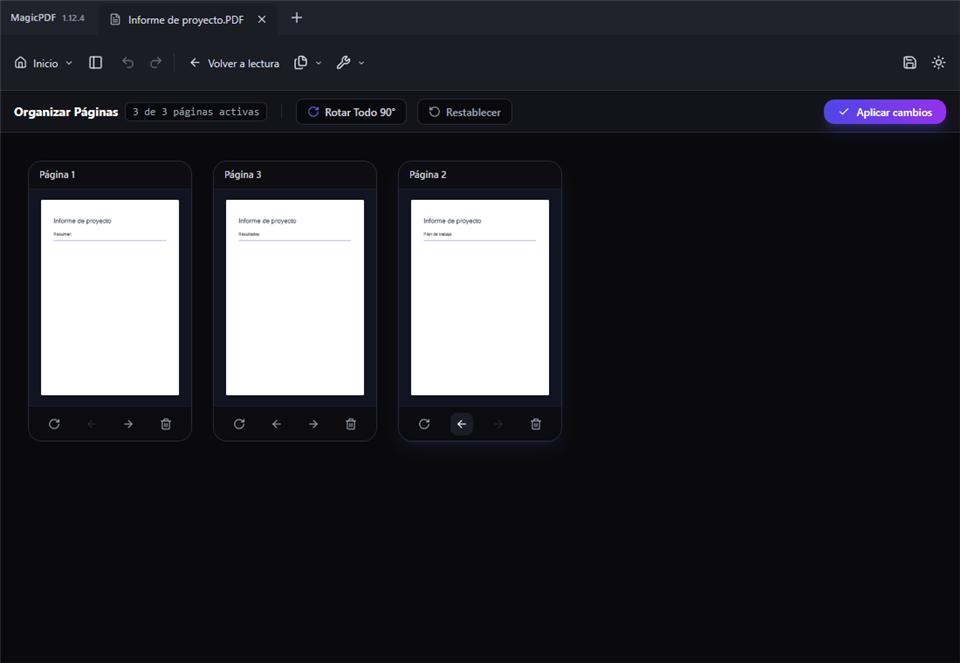 MagicPDF 1.12.4
Informe de proyecto.PDF
Inicio
Volver a lectura
Organizar Páginas
3 de 3 páginas activas
Rotar Todo 90°
Restablecer
Aplicar cambios
Página 1
Informe de proyecto
Resumen
Página 3
Informe de proyecto
Resultados
Página 2
Informe de proyecto
Plan de trabajo